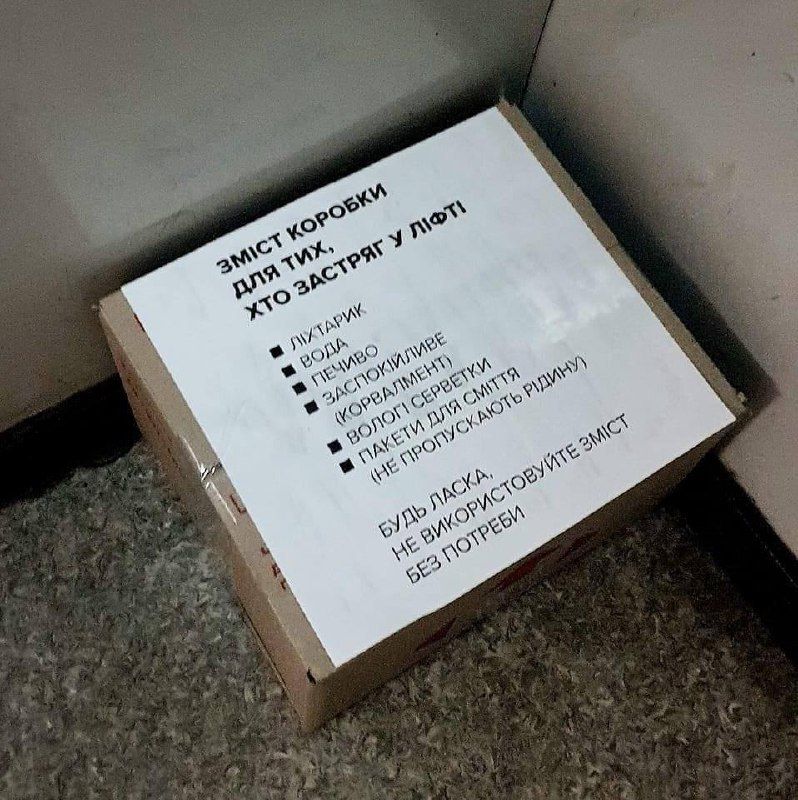 ЗМІСТ КОРОБКИ
ДЛЯ ТИХ,
ХТО ЗАСТРЯГ У ЛІФТІ
■ ЛІХТАРИК
■ ВОДА
■ ПЕЧИВО
■ ЗАСПОКІЙЛИВЕ
(КОРВАЛМЕНТ)
■ ВОЛОГІ СЕРВЕТКИ
■ ПАКЕТИ ДЛЯ СМІТТЯ
(НЕ ПРОПУСКАЮТЬ РІДИНУ)
БУДЬ ЛАСКА,
НЕ ВИКОРИСТОВУЙТЕ ЗМІСТ
БЕЗ ПОТРЕБИ